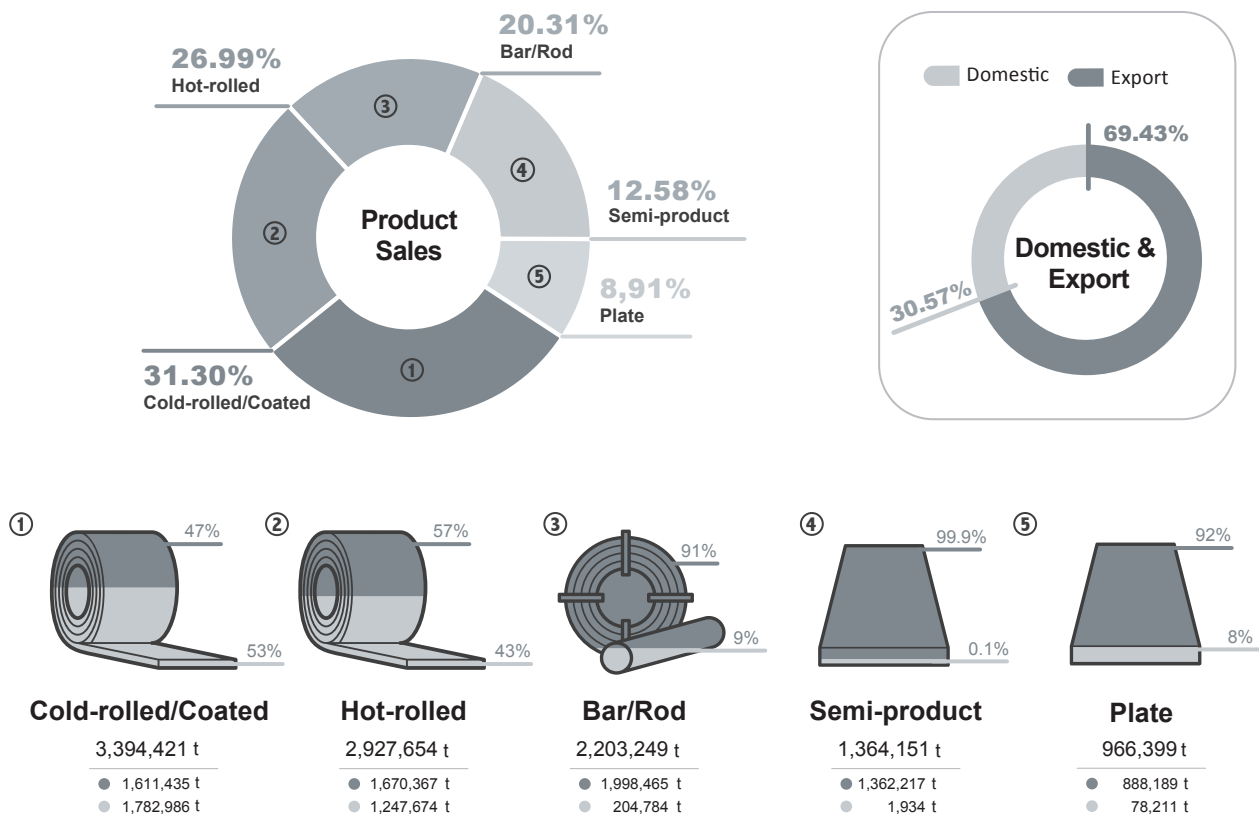 20.31%
Bar/Rod
26.99%
Hot-rolled
③
④
②
Product
Sales
12.58%
Semi-product
⑤
8,91%
Plate
31.30%
Cold-rolled/Coated
①
Domestic
Export
69.43%
Domestic &
Export
30.57%
①
47%
53%
Cold-rolled/Coated
3,394,421 t
1,611,435 t
1,782,986 t
②
57%
43%
Hot-rolled
2,927,654 t
1,670,367 t
1,247,674 t
③
91%
9%
Bar/Rod
2,203,249 t
1,998,465 t
204,784 t
④
99.9%
0.1%
Semi-product
1,364,151 t
1,362,217 t
1,934 t
⑤
92%
8%
Plate
966,399 t
888,189 t
78,211 t